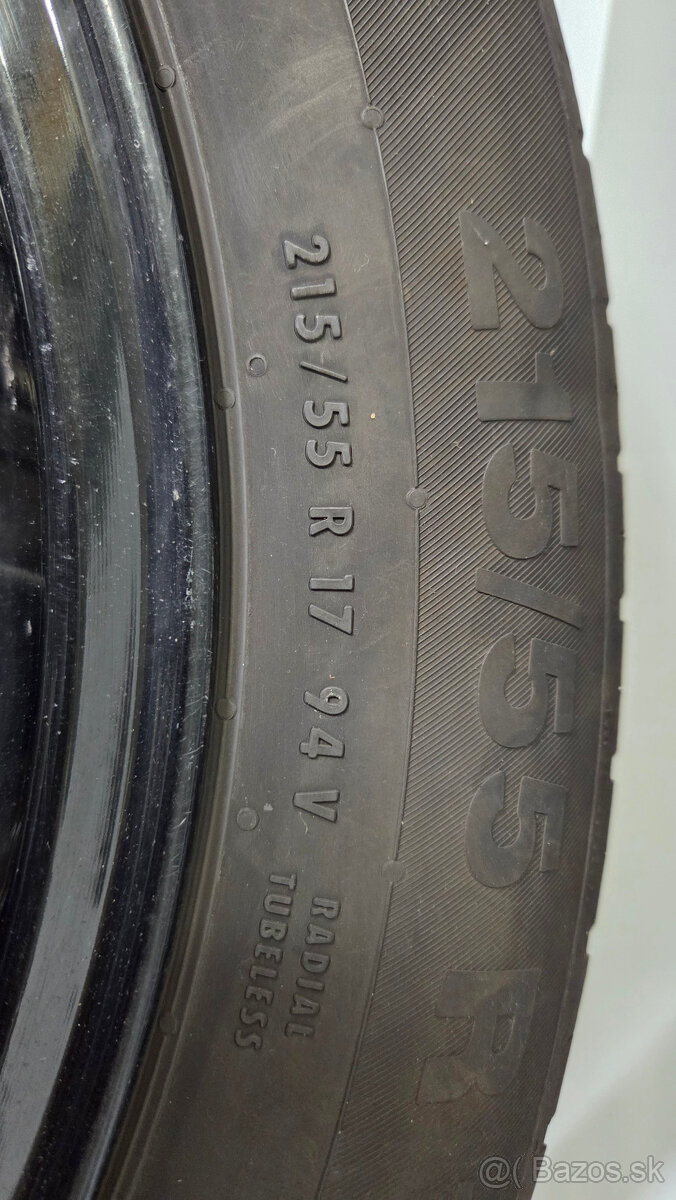 215/55 R
215/55 R 17 94 V
RADIAL
TUBELESS
@( Bazos.sk